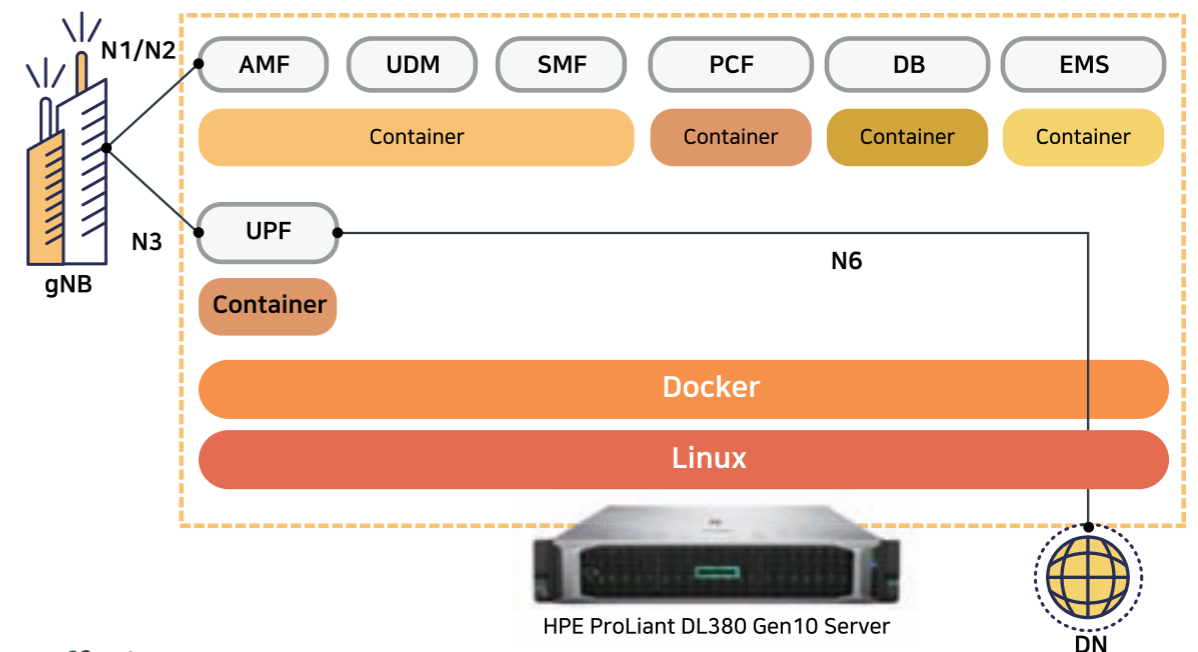 N1/N2
AMF
UDM
SMF
PCF
DB
EMS
Container
Container
Container
Container
N3
UPF
N6
gNB
Container
Docker
Linux
HPE ProLiant DL380 Gen10 Server
DN